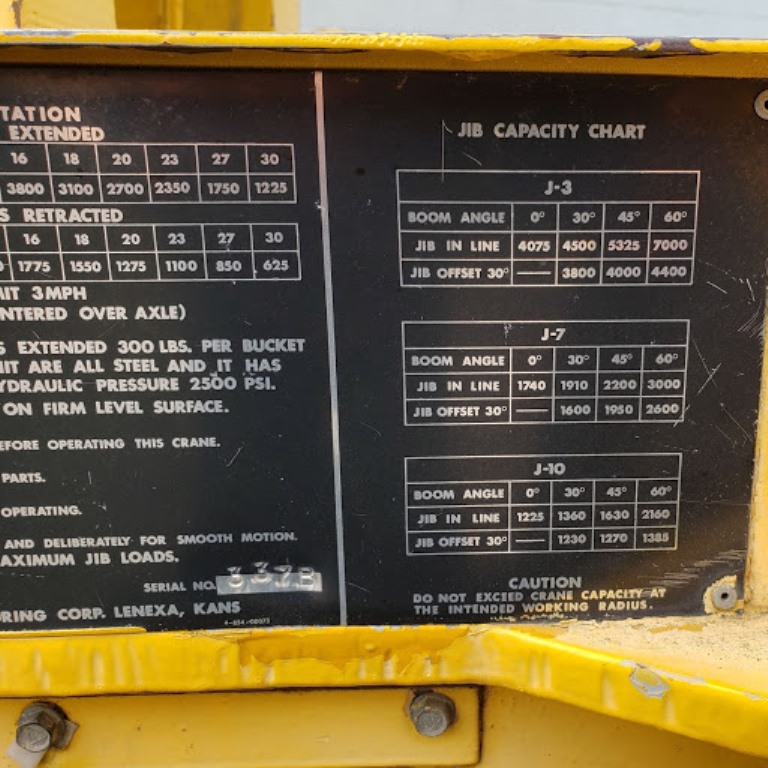 TATION
EXTENDED
16 18 20 23 27 30
3800 3100 2700 2350 1750 1225
S RETRACTED
16 18 20 23 27 30
1775 1550 1275 1100 850 625
MIT 3 MPH
NTERED OVER AXLE)
S EXTENDED 300 LBS. PER BUCKET
MIT ARE ALL STEEL AND IT HAS
YDRAULIC PRESSURE 2500 PSI.
ON FIRM LEVEL SURFACE.
EFORE OPERATING THIS CRANE.
PARTS.
OPERATING.
AND DELIBERATELY FOR SMOOTH MOTION.
AXIMUM JIB LOADS.
SERIAL NO. 337B
RING CORP. LENEXA, KANS
JIB CAPACITY CHART
J-3
BOOM ANGLE 0° 30° 45° 60°
JIB IN LINE 4075 4500 5325 7000
JIB OFFSET 30° — 3800 4000 4400
J-7
BOOM ANGLE 0° 30° 45° 60°
JIB IN LINE 1740 1910 2200 3000
JIB OFFSET 30° — 1600 1950 2600
J-10
BOOM ANGLE 0° 30° 45° 60°
JIB IN LINE 1225 1360 1630 2160
JIB OFFSET 30° — 1230 1270 1385
CAUTION
DO NOT EXCEED CRANE CAPACITY AT
THE INTENDED WORKING RADIUS.